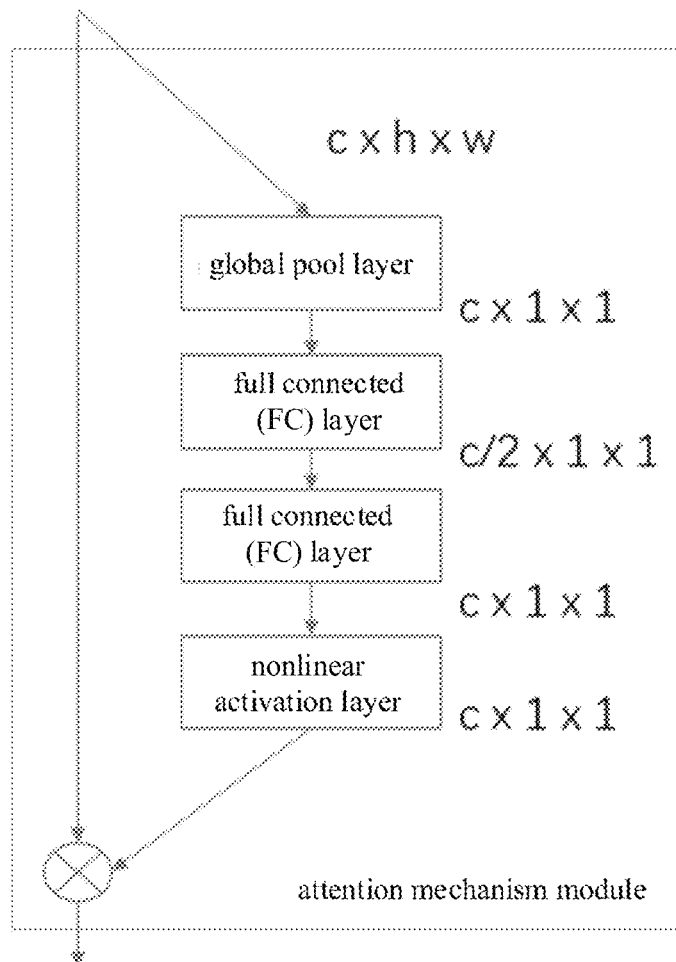 c x h x w
global pool layer
c x 1 x 1
full connected
(FC) layer
c/2 x 1 x 1
full connected
(FC) layer
c x 1 x 1
nonlinear
activation layer
c x 1 x 1
attention mechanism module